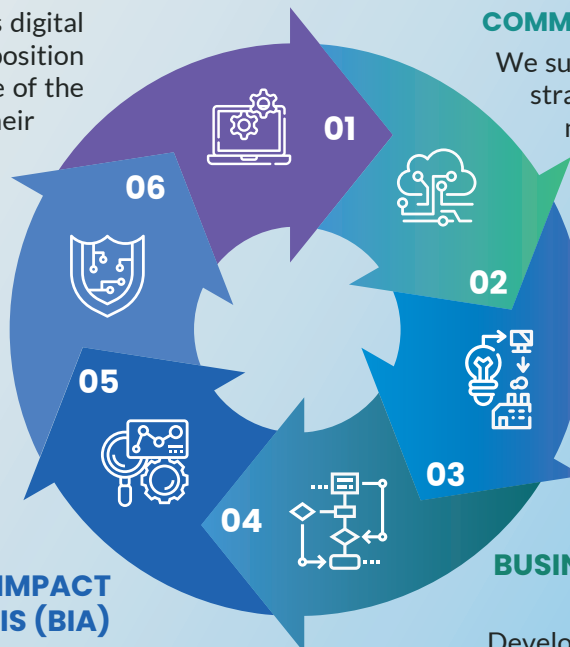 digital
position
e of the
heir
COMM
We su
stra
01
06
02
05
03
04
IMPACT
IS (BIA)
BUSIN
Develo